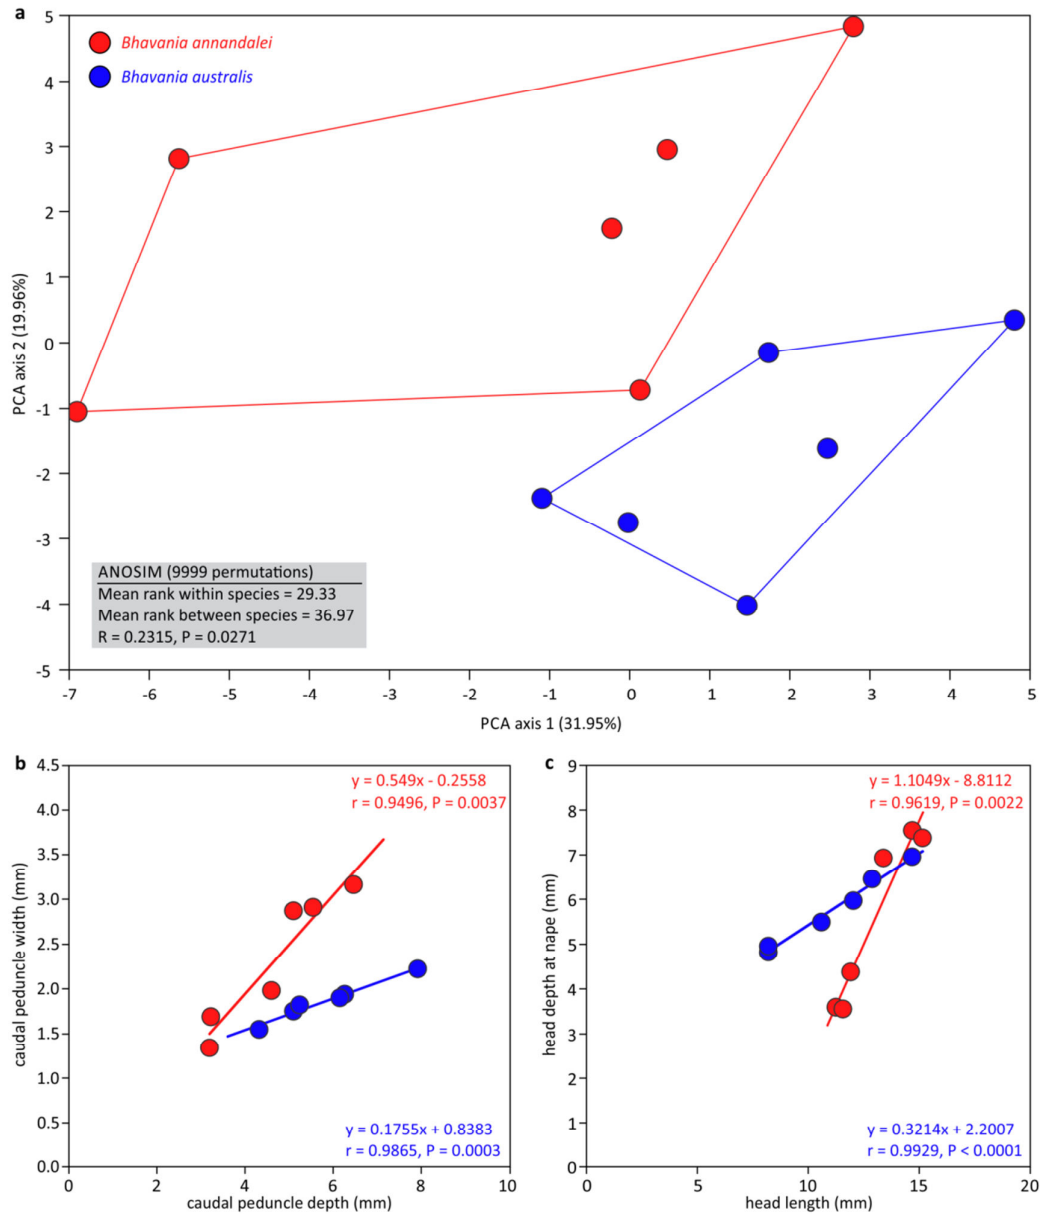 a
Bhavania annandalei
Bhavania australis
5
4
3
2
1
0
-1
-2
-3
-4
-5
PCA axis 2 (19.96%)
ANOSIM (9999 permutations)
Mean rank within species = 29.33
Mean rank between species = 36.97
R = 0.2315, P = 0.0271
-7 -6 -5 -4 -3 -2 -1 0 1 2 3 4 5
PCA axis 1 (31.95%)
b
4.5
4.0
3.5
3.0
2.5
2.0
1.5
1.0
0.5
0.0
caudal peduncle width (mm)
y = 0.549x - 0.2558
r = 0.9496, P = 0.0037
y = 0.1755x + 0.8383
r = 0.9865, P = 0.0003
0 2 4 6 8 10
caudal peduncle depth (mm)
c
9
8
7
6
5
4
3
2
1
0
head depth at nape (mm)
y = 1.1049x - 8.8112
r = 0.9619, P = 0.0022
y = 0.3214x + 2.2007
r = 0.9929, P < 0.0001
0 5 10 15 20
head length (mm)